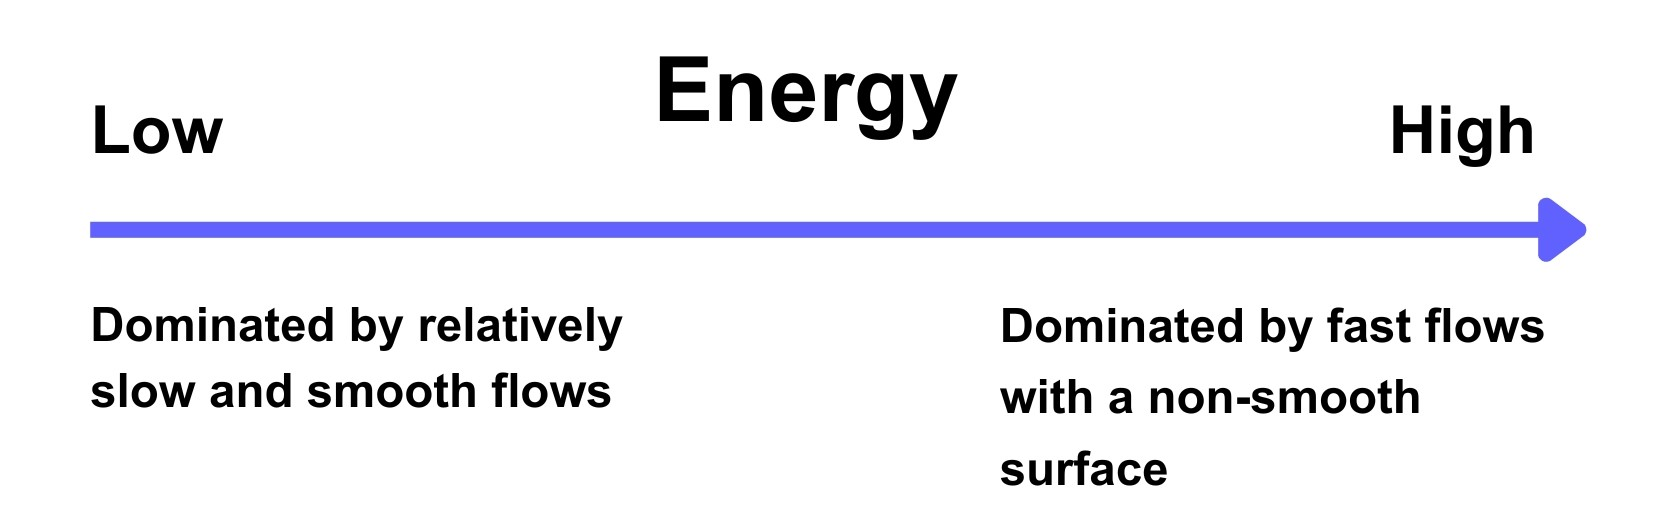 Energy
Low
High
Dominated by relatively
slow and smooth flows
Dominated by fast flows
with a non-smooth
surface